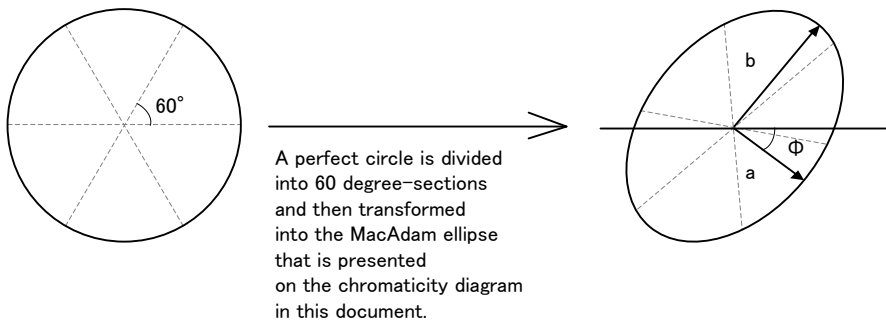 60°
A perfect circle is divided
into 60 degree-sections
and then transformed
into the MacAdam ellipse
that is presented
on the chromaticity diagram
in this document.
b
Φ
a